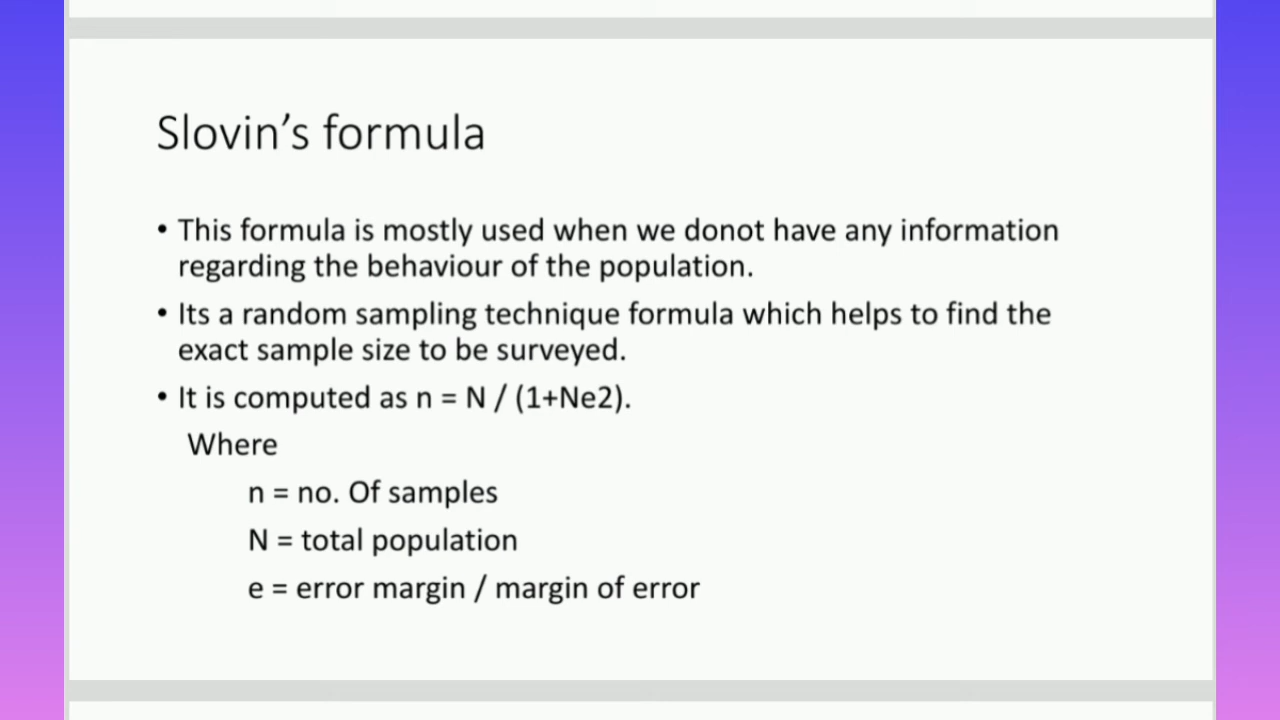 Slovin’s formula
• This formula is mostly used when we donot have any information
regarding the behaviour of the population.
• Its a random sampling technique formula which helps to find the
exact sample size to be surveyed.
• It is computed as n = N / (1+Ne2).
Where
n = no. Of samples
N = total population
e = error margin / margin of error